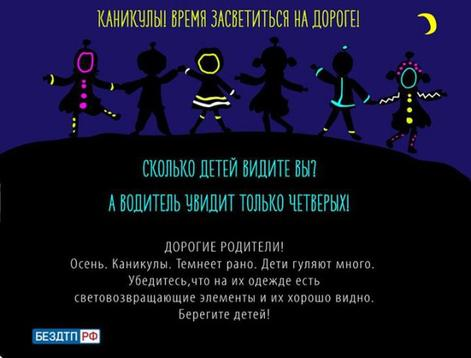 КАНИКУЛЫ! ВРЕМЯ ЗАСВЕТИТЬСЯ НА ДОРОГЕ!
СКОЛЬКО ДЕТЕЙ ВИДИТЕ ВЫ?
А ВОДИТЕЛЬ УВИДИТ ТОЛЬКО ЧЕТВЕРЫХ!
ДОРОГИЕ РОДИТЕЛИ!
Осень. Каникулы. Темнеет рано. Дети гуляют много.
Убедитесь,что на их одежде есть
световозвращающие элементы и их хорошо видно.
Берегите детей!
БЕЗДТП РФ